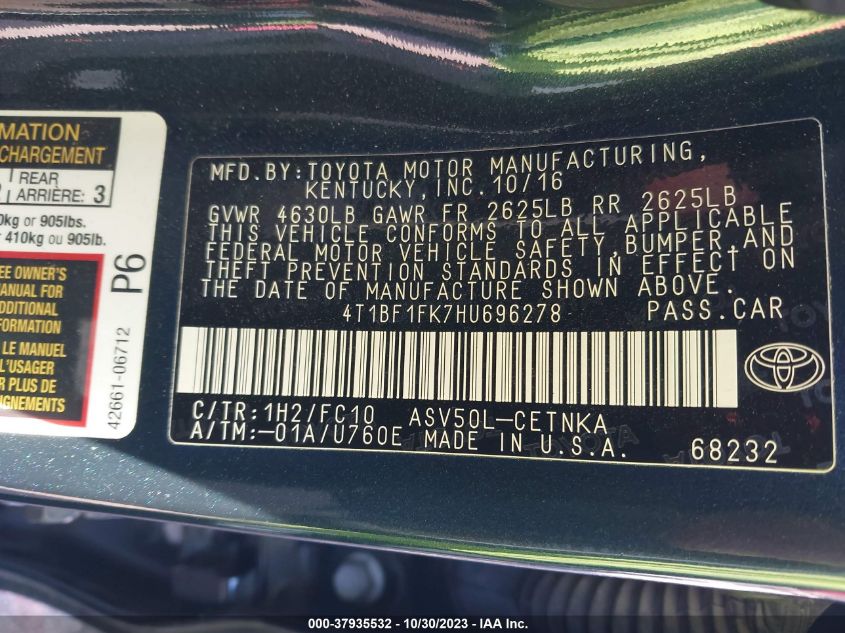 MATION
CHARGEMENT
REAR
ARRIÈRE: 3
0kg or 905lbs.
410kg ou 905lb.
EE OWNER'S
ANUAL FOR
DDITIONAL
FORMATION
LE MANUEL
L'USAGER
R PLUS DE
GNEMENTS
P6
42661-06712
MFD.BY:TOYOTA MOTOR MANUFACTURING,
KENTUCKY,INC.10/16
GVWR 4630LB GAWR FR 2625LB RR 2625LB
THIS VEHICLE CONFORMS TO ALL APPLICABLE
FEDERAL MOTOR VEHICLE SAFETY,BUMPER,AND
THEFT PREVENTION STANDARDS IN EFFECT ON
THE DATE OF MANUFACTURE SHOWN ABOVE.
4T1BF1FK7HU696278 PASS.CAR
C/TR:1H2/FC10 ASV50L-CETNKA
A/TM:-01A/U760E MADE IN U.S.A. 68232
000-37935532 - 10/30/2023 - IAA Inc.